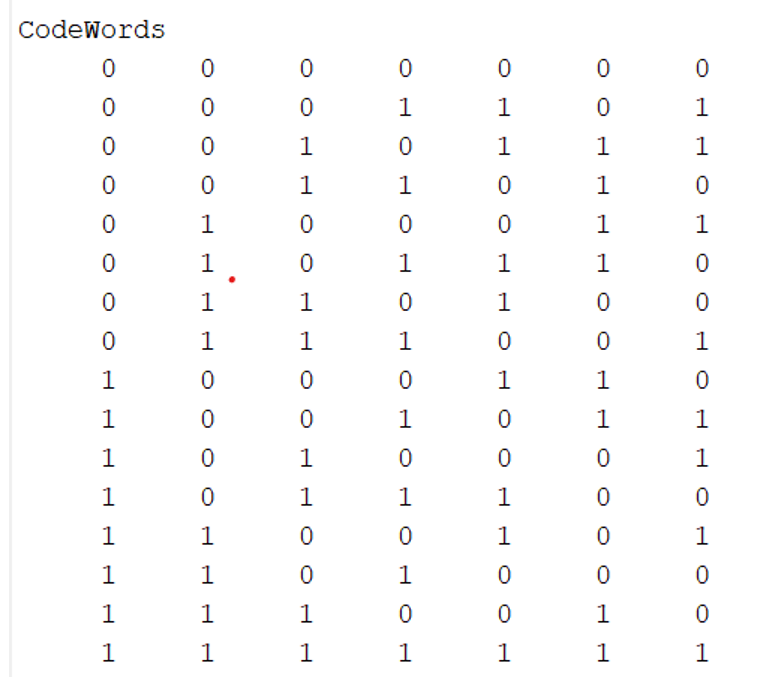 CodeWords
0 0 0 0 0 0 0
0 0 0 1 1 0 1
0 0 1 0 1 1 1
0 0 1 1 0 1 0
0 1 0 0 0 1 1
0 1 0 1 1 1 0
0 1 1 0 1 0 0
0 1 1 1 0 0 1
1 0 0 0 1 1 0
1 0 0 1 0 1 1
1 0 1 0 0 0 1
1 0 1 1 1 0 0
1 1 0 0 1 0 1
1 1 0 1 0 0 0
1 1 1 0 0 1 0
1 1 1 1 1 1 1